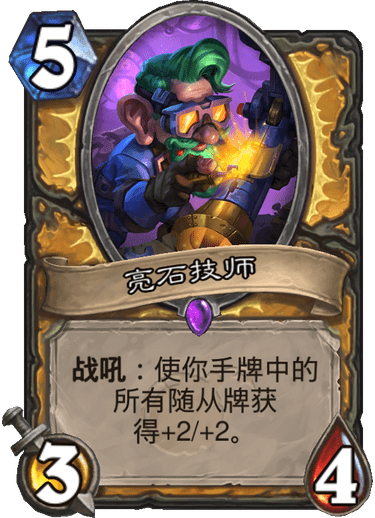 5
亮石技师
战吼：使你手牌中的
所有随从牌获
得+2/+2。
3
4